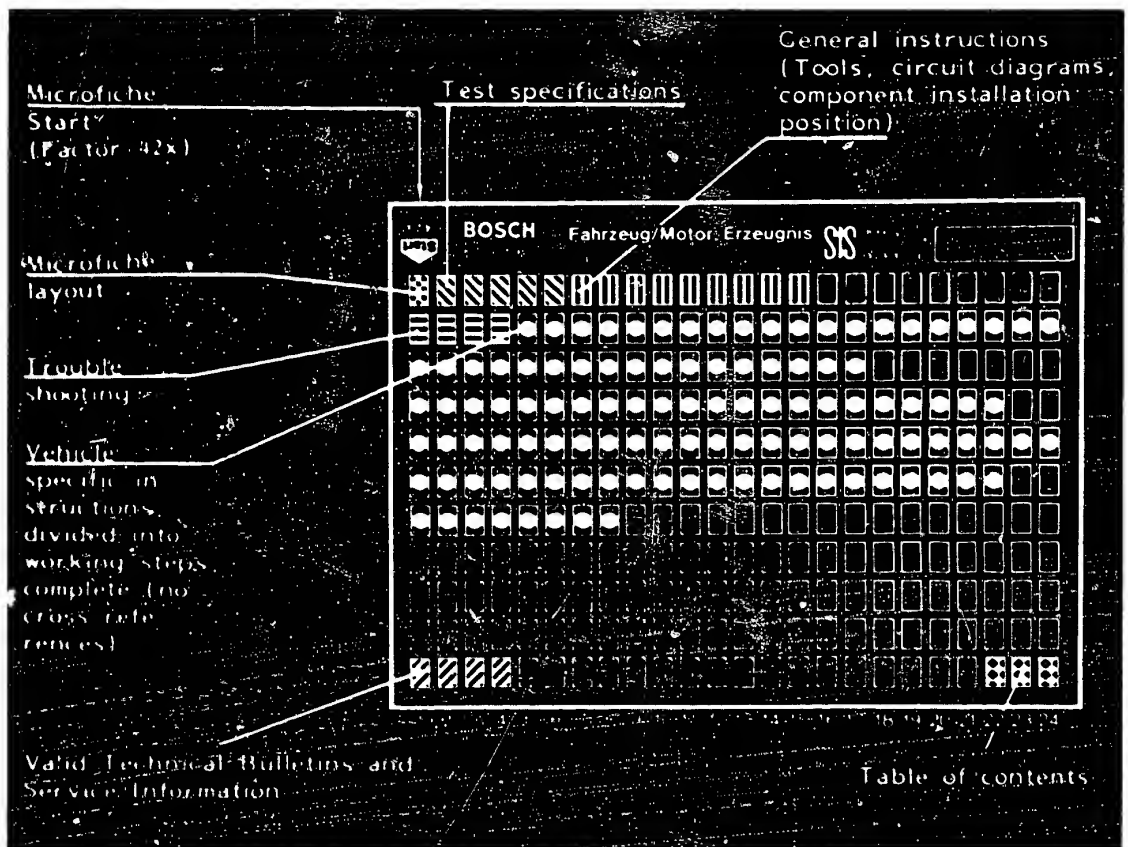 General instructions
(Tools, circuit diagrams,
component installation
position)
Test specifications
Microfiche
Start
(Factor 42x)
BOSCH Fahrzeug/Motor Erzeugnis SIS
Microfiche
layout
Trouble
shooting
Vehicle
specific in
structions,
divided into
working steps,
complete (no
cross refe
rences)
Valid Technical Bulletins and
Service Information
Table of contents